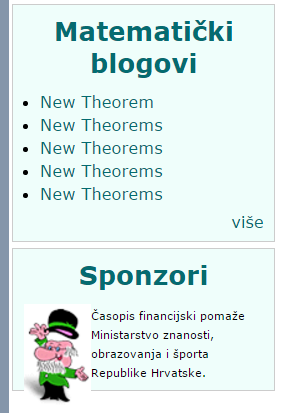 Matematički
blogovi
New Theorem
New Theorems
New Theorems
New Theorems
New Theorems
više
Sponzori
Časopis financijski pomaže
Ministarstvo znanosti,
obrazovanja i športa
Republike Hrvatske.